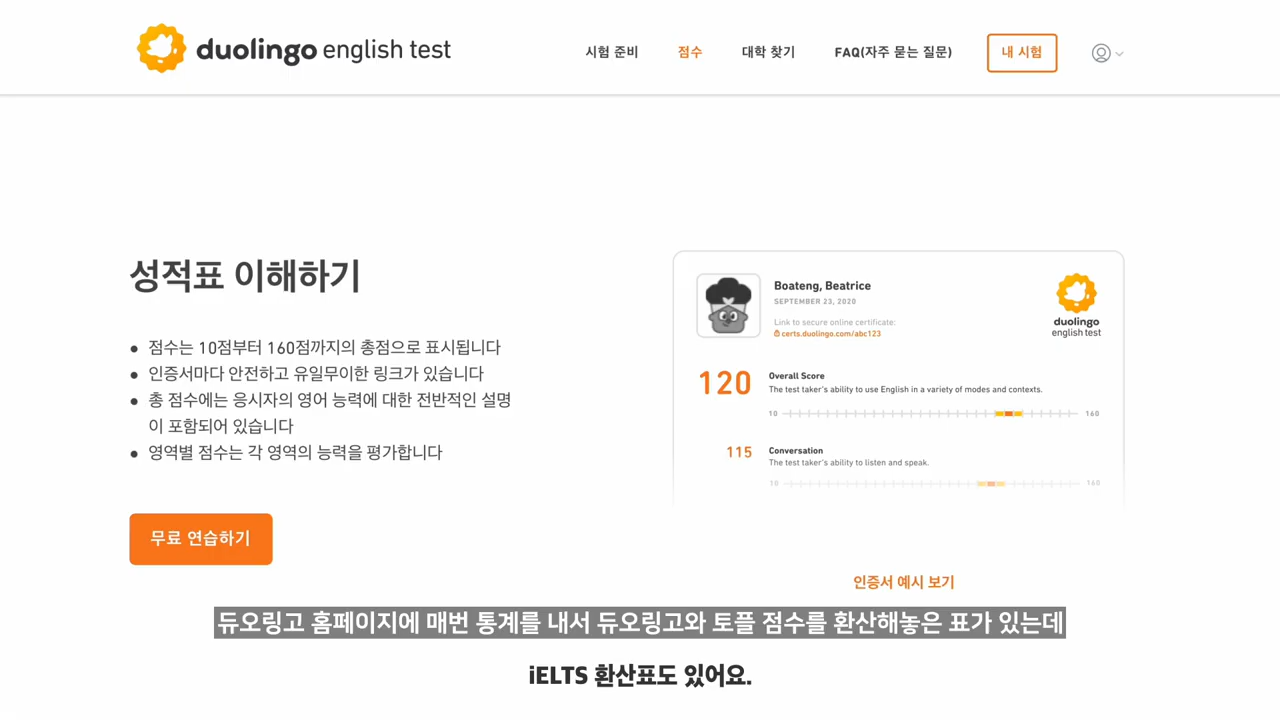 duolingo english test
시험 준비
점수
대학 찾기
FAQ(자주 묻는 질문)
내 시험
성적표 이해하기
점수는 10점부터 160점까지의 총점으로 표시됩니다
인증서마다 안전하고 유일무이한 링크가 있습니다
총 점수에는 응시자의 영어 능력에 대한 전반적인 설명
이 포함되어 있습니다
영역별 점수는 각 영역의 능력을 평가합니다
무료 연습하기
Boateng, Beatrice
SEPTEMBER 23, 2020
Link to secure online certificate:
certs.duolingo.com/abc123
duolingo
english test
120
Overall Score
The test taker's ability to use English in a variety of modes and contexts.
10
160
115
Conversation
The test taker's ability to listen and speak.
10
160
인증서 예시 보기
듀오링고 홈페이지에 매번 통계를 내서 듀오링고와 토플 점수를 환산해놓은 표가 있는데
iELTS 환산표도 있어요.